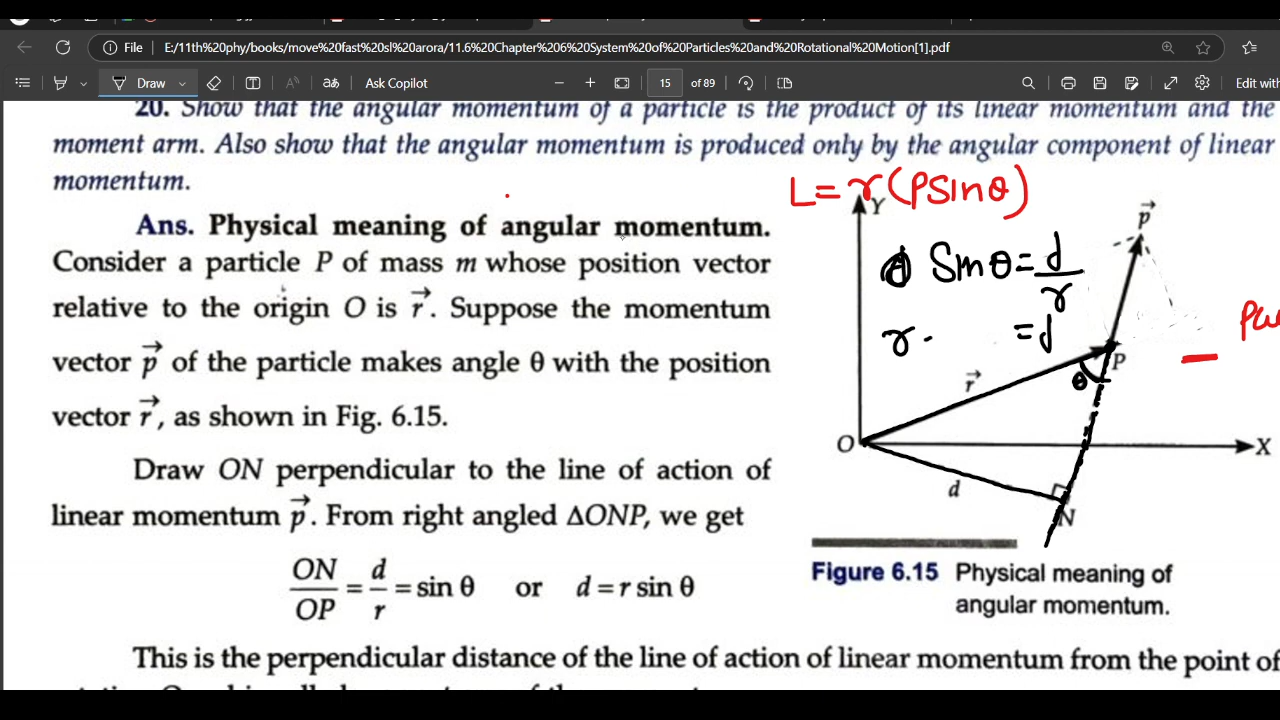 File E:/11th%20phy/books/move%20fast%20sl%20arora/11.6%20Chapter%206%20System%20of%20Particles%20and%20Rotational%20Motion[1].pdf
Draw aあ Ask Copilot 15 of 89 Edit with
20. Show that the angular momentum of a particle is the product of its linear momentum and the
moment arm. Also show that the angular momentum is produced only by the angular component of linear
momentum.
Ans. Physical meaning of angular momentum.
Consider a particle P of mass m whose position vector
relative to the origin O is r⃗. Suppose the momentum
vector p⃗ of the particle makes angle θ with the position
vector r⃗, as shown in Fig. 6.15.
Draw ON perpendicular to the line of action of
linear momentum p⃗. From right angled ΔONP, we get
ON/OP = d/r = sin θ or d = r sin θ
L = r(P sin θ)
Y
p⃗
Sin θ = d/r
r = d
P
θ
r⃗
O
X
d
N
Figure 6.15 Physical meaning of
angular momentum.
This is the perpendicular distance of the line of action of linear momentum from the point of